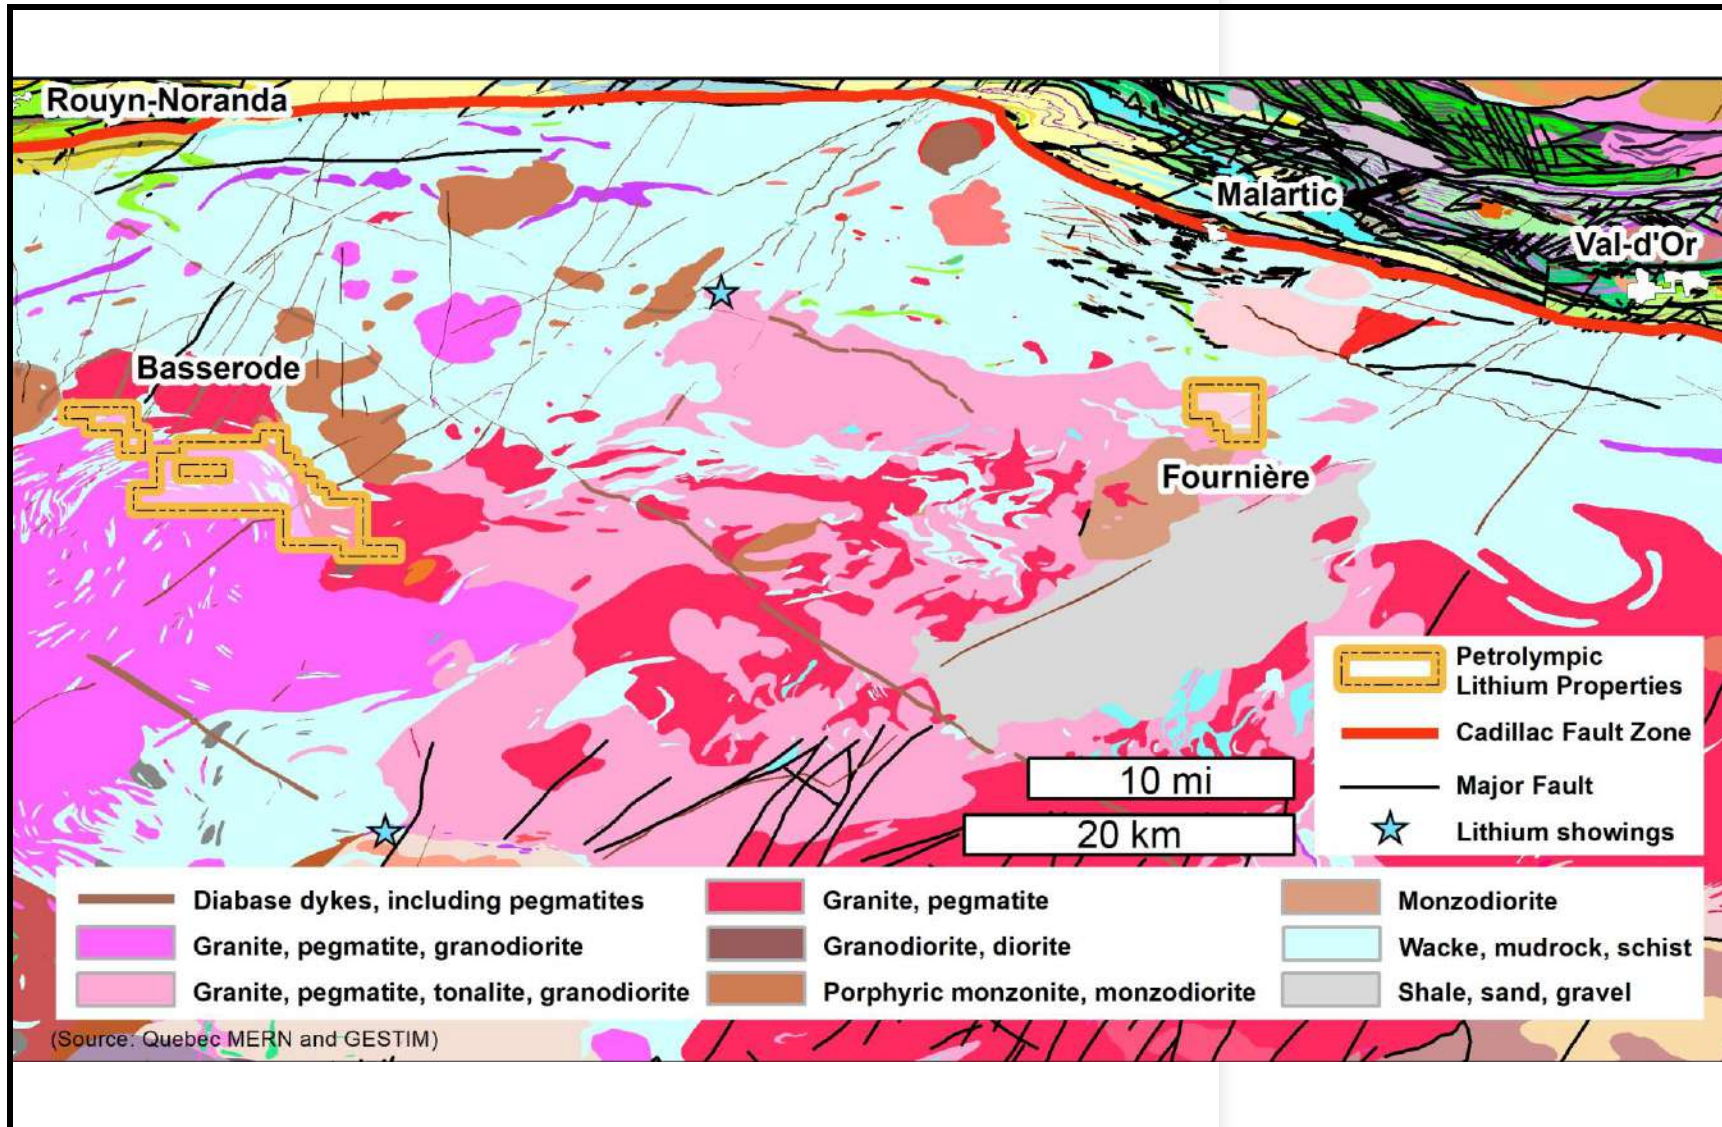 Rouyn-Noranda
Malartic
Val-d'Or
Basserode
Fournière
Petrolympic
Lithium Properties
Cadillac Fault Zone
10 mi
Major Fault
20 km
Lithium showings
Diabase dykes, including pegmatites
Granite, pegmatite
Monzodiorite
Granite, pegmatite, granodiorite
Granodiorite, diorite
Wacke, mudrock, schist
Granite, pegmatite, tonalite, granodiorite
Porphyric monzonite, monzodiorite
Shale, sand, gravel
(Source: Quebec MERN and GESTIM)